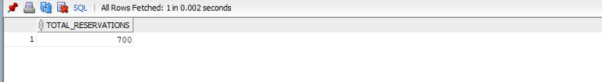 SQL | All Rows Fetched: 1 in 0.002 seconds
TOTAL_RESERVATIONS
1 700